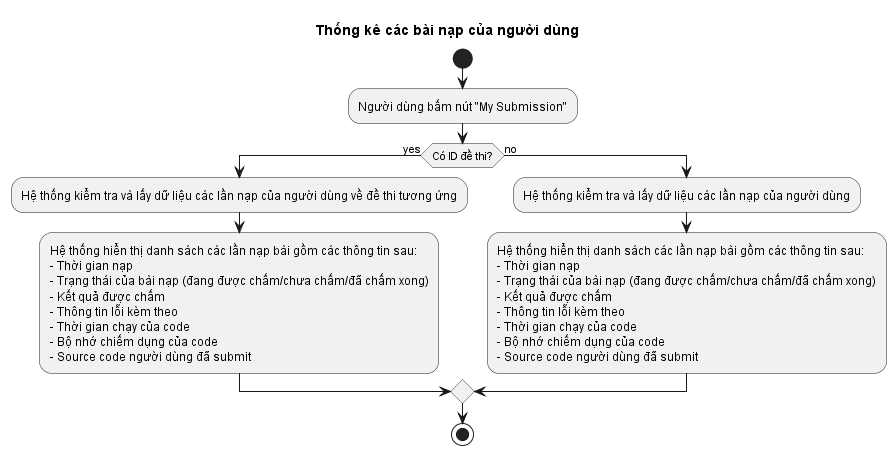 Thống kê các bài nạp của người dùng
Người dùng bấm nút "My Submission"
yes
Có ID đề thi?
no
Hệ thống kiểm tra và lấy dữ liệu các lần nạp của người dùng về đề thi tương ứng
Hệ thống hiển thị danh sách các lần nạp bài gồm các thông tin sau:
- Thời gian nạp
- Trạng thái của bài nạp (đang được chấm/chưa chấm/đã chấm xong)
- Kết quả được chấm
- Thông tin lỗi kèm theo
- Thời gian chạy của code
- Bộ nhớ chiếm dụng của code
- Source code người dùng đã submit
Hệ thống kiểm tra và lấy dữ liệu các lần nạp của người dùng
Hệ thống hiển thị danh sách các lần nạp bài gồm các thông tin sau:
- Thời gian nạp
- Trạng thái của bài nạp (đang được chấm/chưa chấm/đã chấm xong)
- Kết quả được chấm
- Thông tin lỗi kèm theo
- Thời gian chạy của code
- Bộ nhớ chiếm dụng của code
- Source code người dùng đã submit